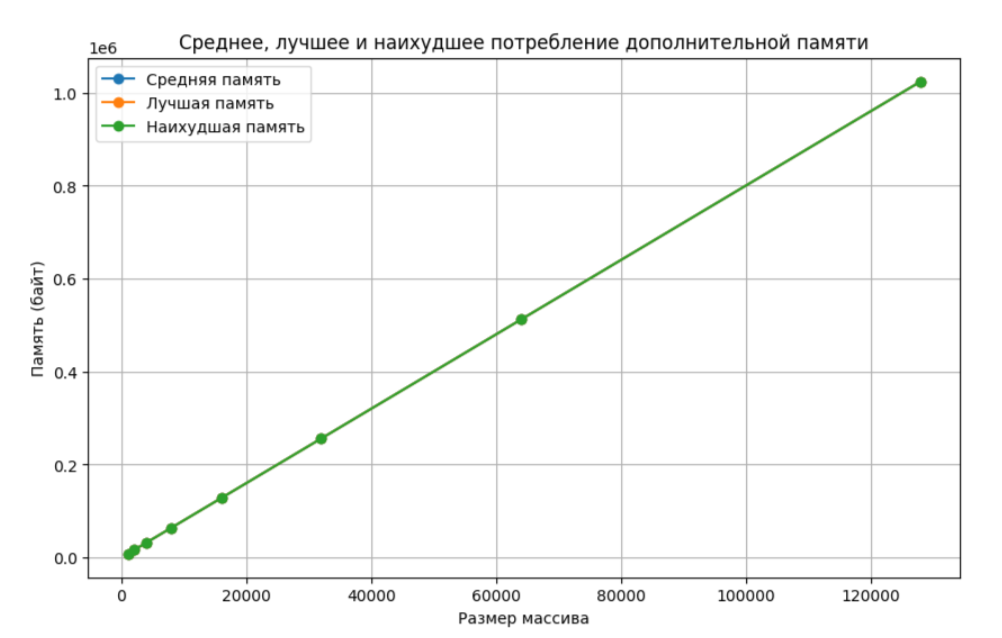 Среднее, лучшее и наихудшее потребление дополнительной памяти
1e6
Средняя память
Лучшая память
Наихудшая память
1.0
0.8
0.6
0.4
0.2
0.0
Память (байт)
0 20000 40000 60000 80000 100000 120000
Размер массива